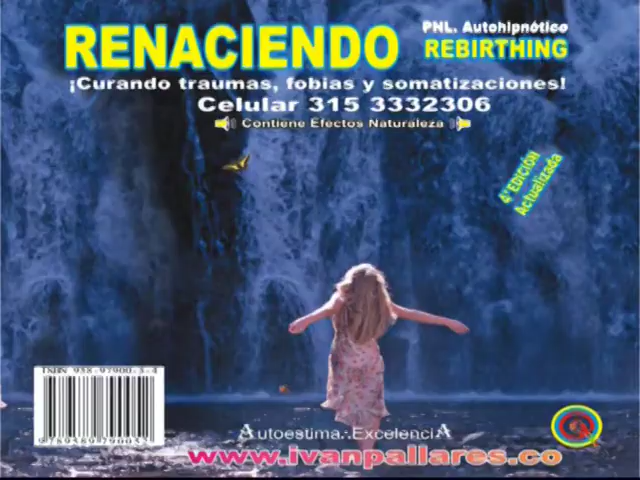 RENACIENDO
PNL. Autohipnótico
REBIRTHING
¡Curando traumas, fobias y somatizaciones!
Celular 315 3332306
Contiene Efectos Naturaleza
4ª EDICIÓN
Actualizada
ISBN 958-97900-3-4
9789589790037
Autoestima.·.ExcelenciA
www.ivanpallares.co